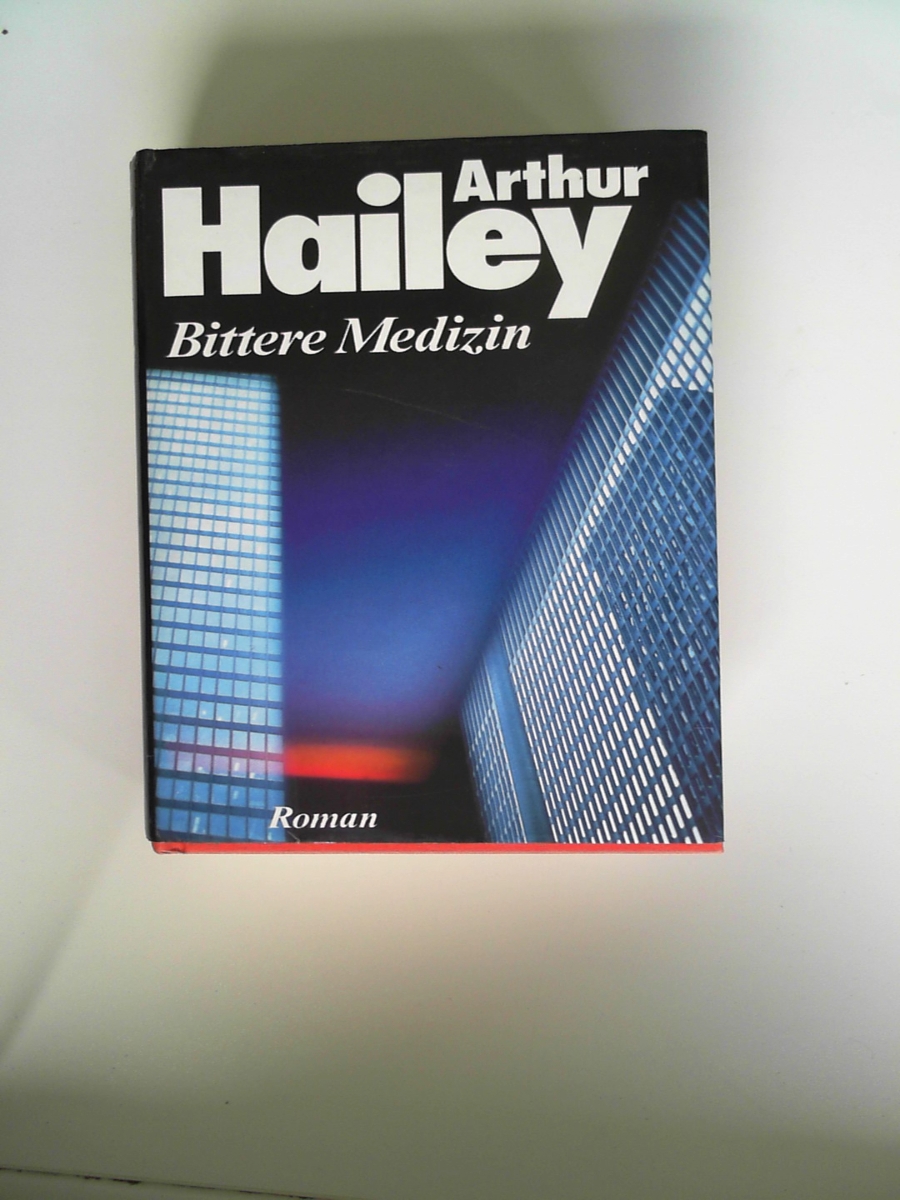 Arthur
Hailey
Bittere Medizin
Roman